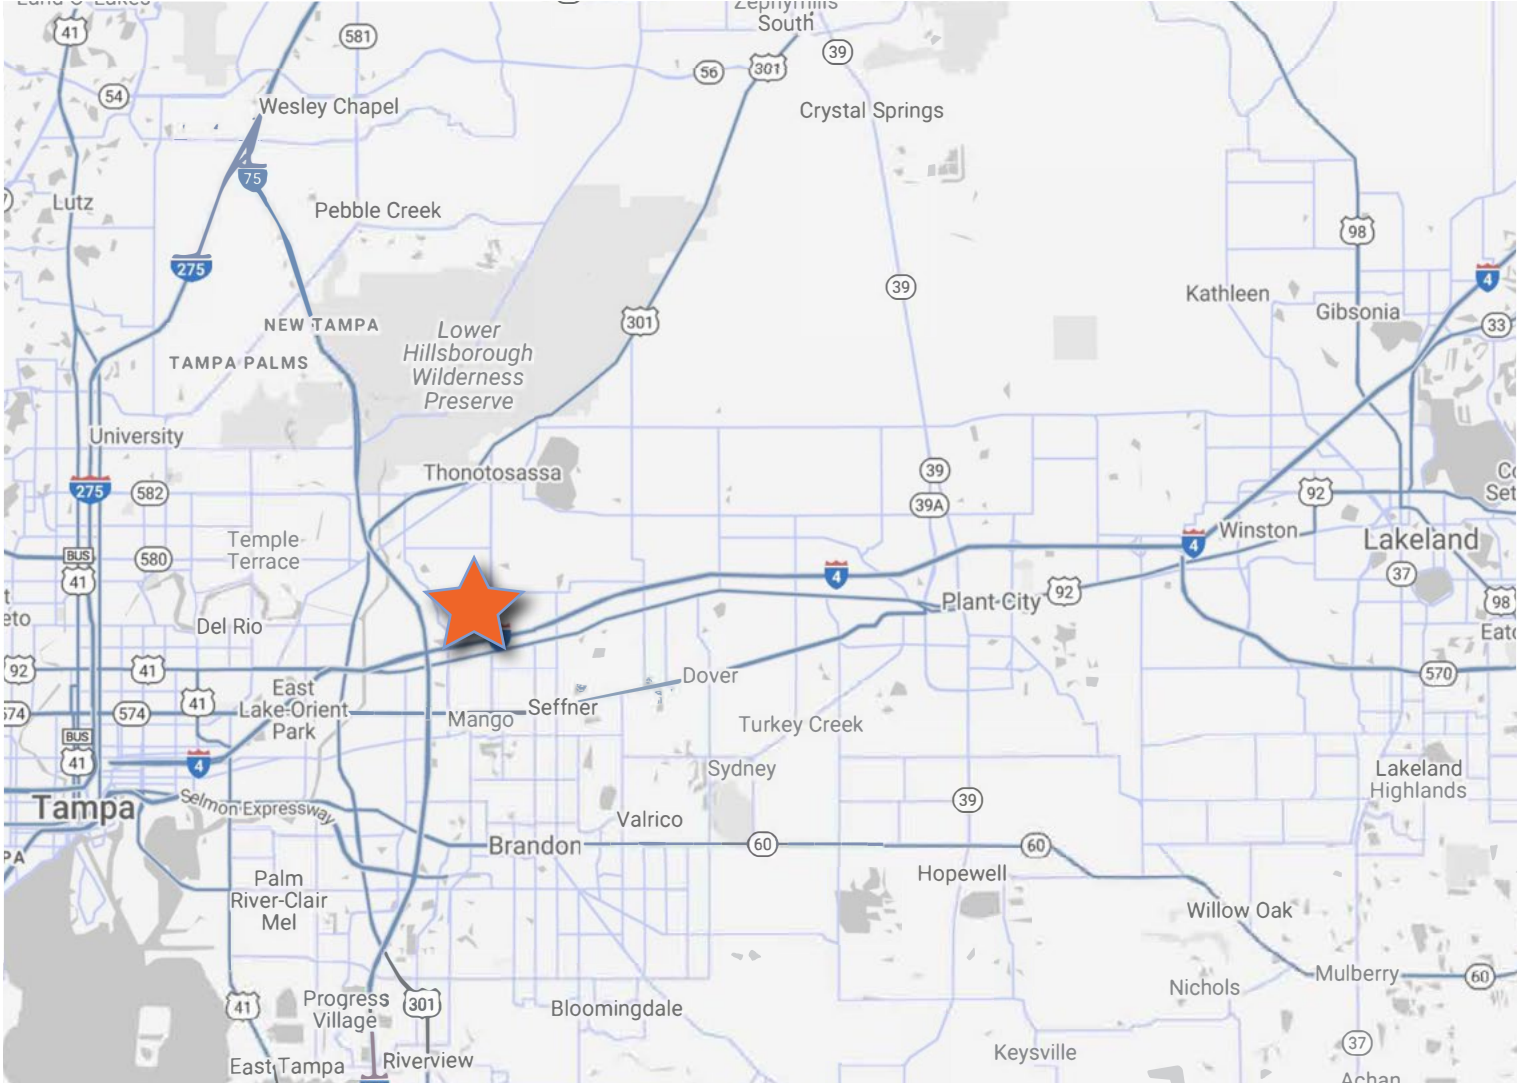 Zephyrhills
South
41
581
39
56
301
54
Wesley Chapel
Crystal Springs
75
Lutz
Pebble Creek
98
275
4
39
Kathleen
Gibsonia
301
33
NEW TAMPA
Lower
Hillsborough
Wilderness
Preserve
TAMPA PALMS
University
Thonotosassa
39
275
582
39A
92
Winston
Temple
Terrace
BUS
41
580
4
4
Lakeland
37
92
Plant City
98
Del Rio
92
41
Dover
570
East
Lake-Orient
Park
41
574
574
Mango
Seffner
Turkey Creek
BUS
41
4
Sydney
Lakeland
Highlands
39
Tampa
Selmon Expressway
Valrico
Brandon
60
60
Hopewell
Palm
River-Clair
Mel
Willow Oak
Mulberry
60
Nichols
41
Progress
Village
301
Bloomingdale
37
Keysville
East Tampa
Riverview